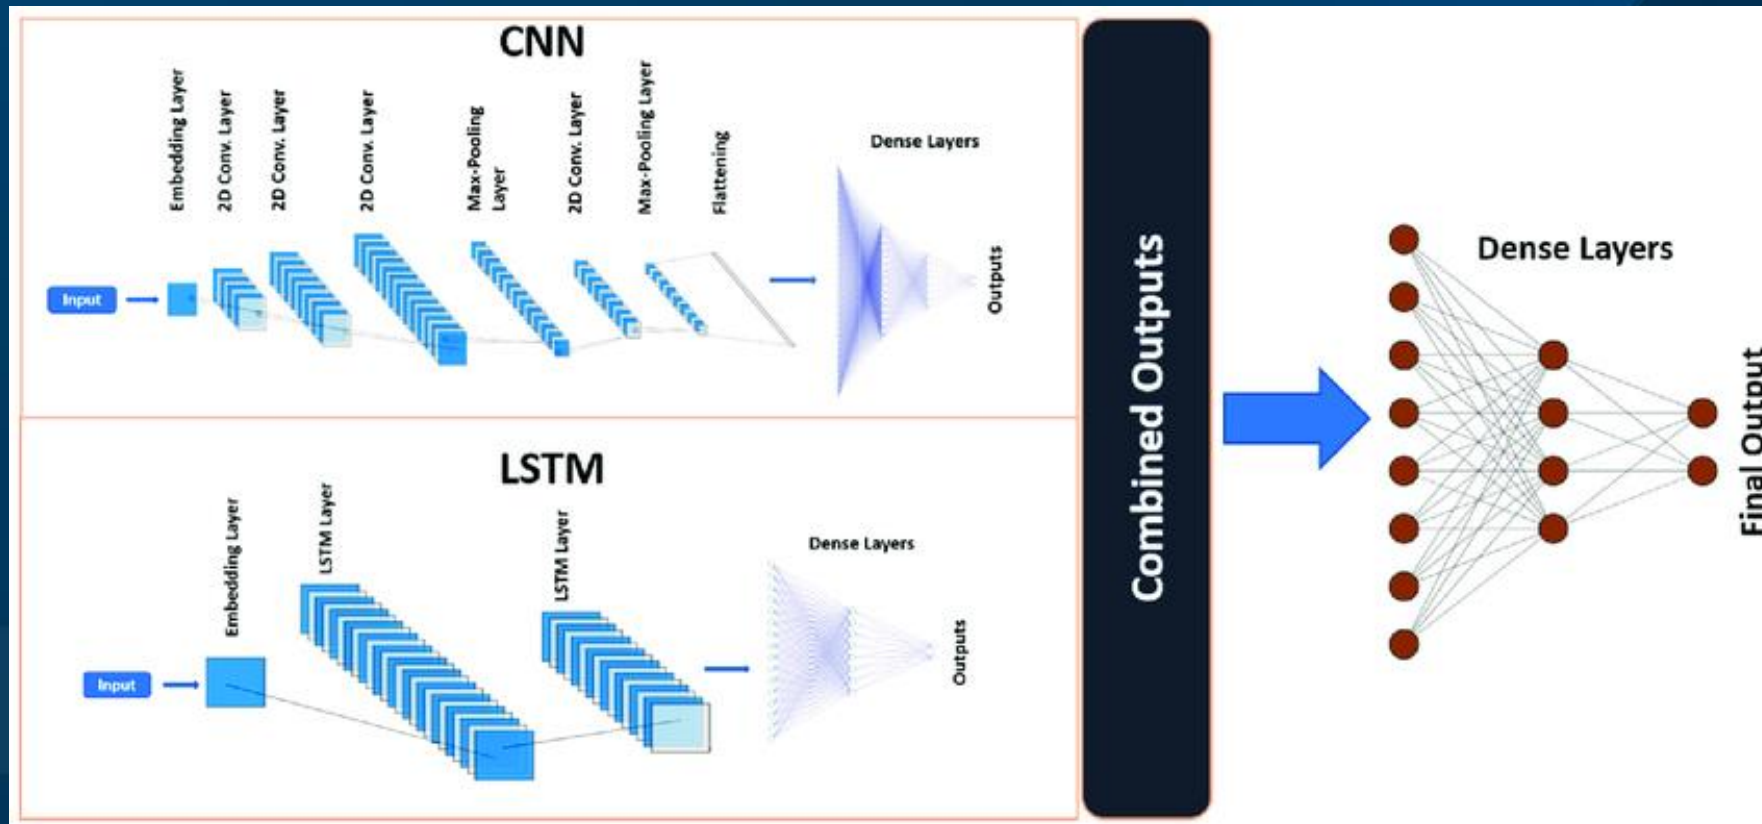 CNN
Embedding Layer
2D Conv. Layer
2D Conv. Layer
2D Conv. Layer
Max-Pooling
Layer
2D Conv. Layer
Max-Pooling Layer
Flattening
Dense Layers
Input
Outputs
LSTM
Embedding Layer
LSTM Layer
LSTM Layer
Dense Layers
Input
Outputs
Combined Outputs
Dense Layers
Final Output